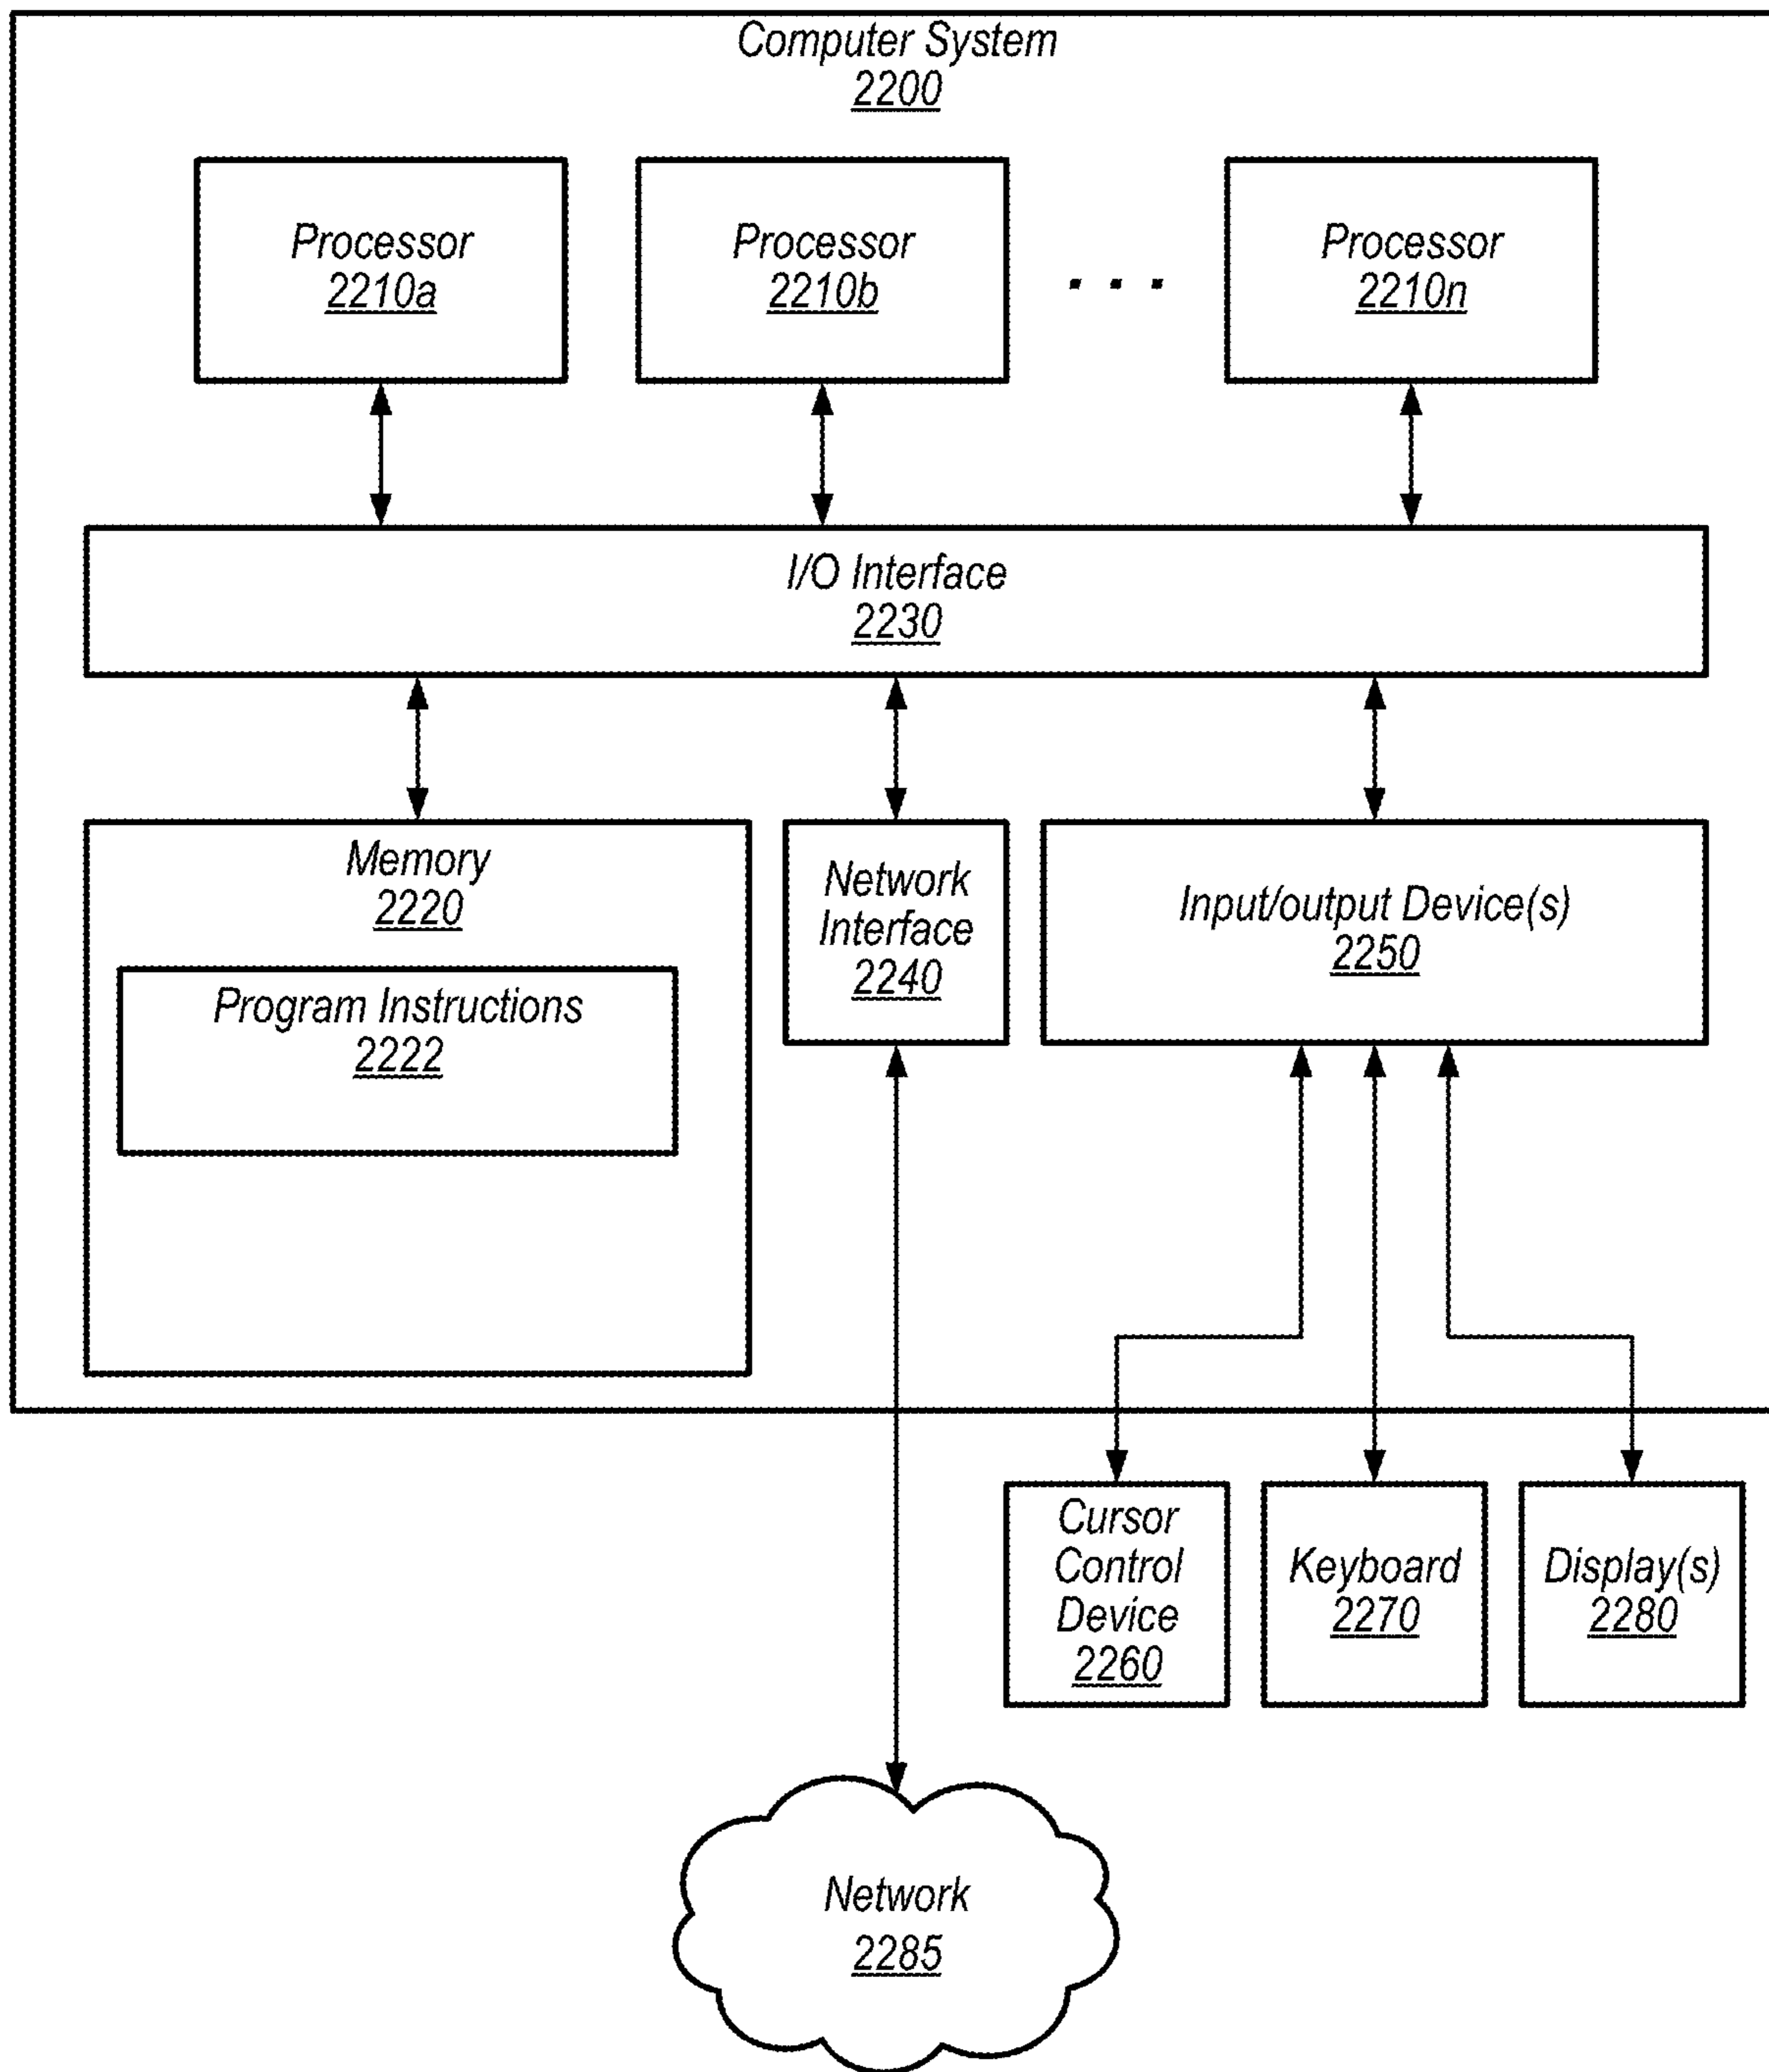 Computer System
2200
Processor
2210a
Processor
2210b
. . .
Processor
2210n
I/O Interface
2230
Memory
2220
Program Instructions
2222
Network
Interface
2240
Input/output Device(s)
2250
Cursor
Control
Device
2260
Keyboard
2270
Display(s)
2280
Network
2285